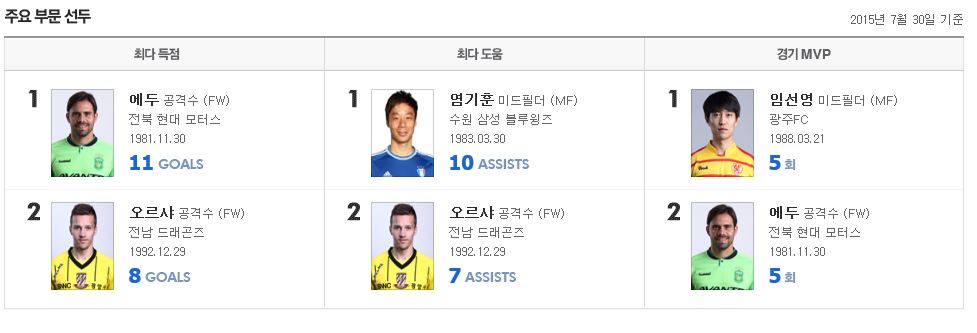 주요 부문 선두
2015년 7월 30일 기준
최다 득점
최다 도움
경기 MVP
1
에두 공격수 (FW)
전북 현대 모터스
1981.11.30
11 GOALS
1
염기훈 미드필더 (MF)
수원 삼성 블루윙즈
1983.03.30
10 ASSISTS
1
임선영 미드필더 (MF)
광주FC
1988.03.21
5 회
2
오르샤 공격수 (FW)
전남 드래곤즈
1992.12.29
8 GOALS
2
오르샤 공격수 (FW)
전남 드래곤즈
1992.12.29
7 ASSISTS
2
에두 공격수 (FW)
전북 현대 모터스
1981.11.30
5 회